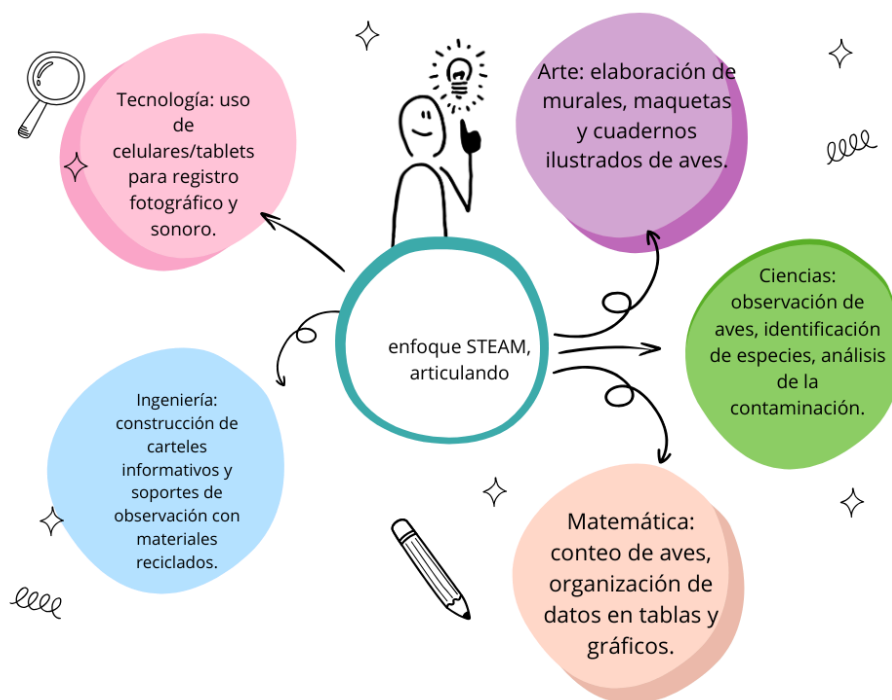 Tecnología: uso
de
celulares/tablets
para registro
fotográfico y
sonoro.
Arte: elaboración de
murales, maquetas
y cuadernos
ilustrados de aves.
enfoque STEAM,
articulando
Ciencias:
observación de
aves, identificación
de especies, análisis
de la
contaminación.
Ingeniería:
construcción de
carteles
informativos y
soportes de
observación con
materiales
reciclados.
Matemática:
conteo de aves,
organización de
datos en tablas y
gráficos.